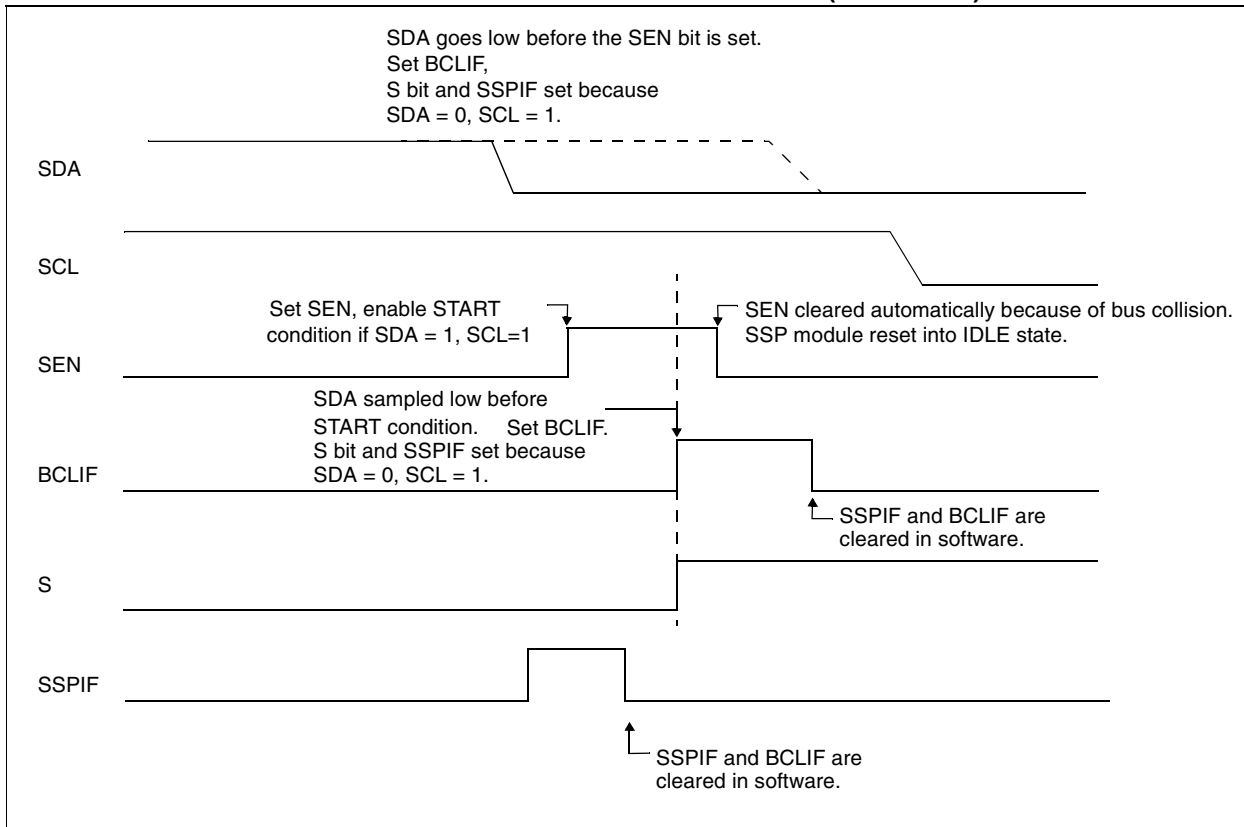 SDA goes low before the SEN bit is set.
Set BCLIF,
S bit and SSPIF set because
SDA = 0, SCL = 1.
SDA
SCL
Set SEN, enable START
condition if SDA = 1, SCL=1
SEN cleared automatically because of bus collision.
SSP module reset into IDLE state.
SEN
SDA sampled low before
START condition. Set BCLIF.
S bit and SSPIF set because
SDA = 0, SCL = 1.
BCLIF
SSPIF and BCLIF are
cleared in software.
S
SSPIF
SSPIF and BCLIF are
cleared in software.